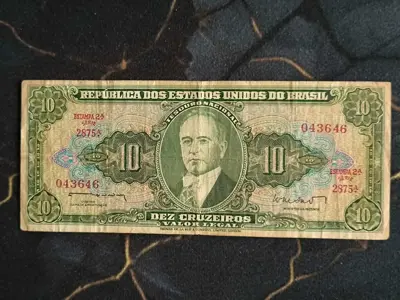 REPÚBLICA DOS ESTADOS UNIDOS DO BRASIL
TESOURO NACIONAL
10
10
ESTAMPA 2ª
2875ª
043646
10
10
043646
ESTAMPA 2ª
2875ª
DEZ CRUZEIROS
VALOR LEGAL
10
10